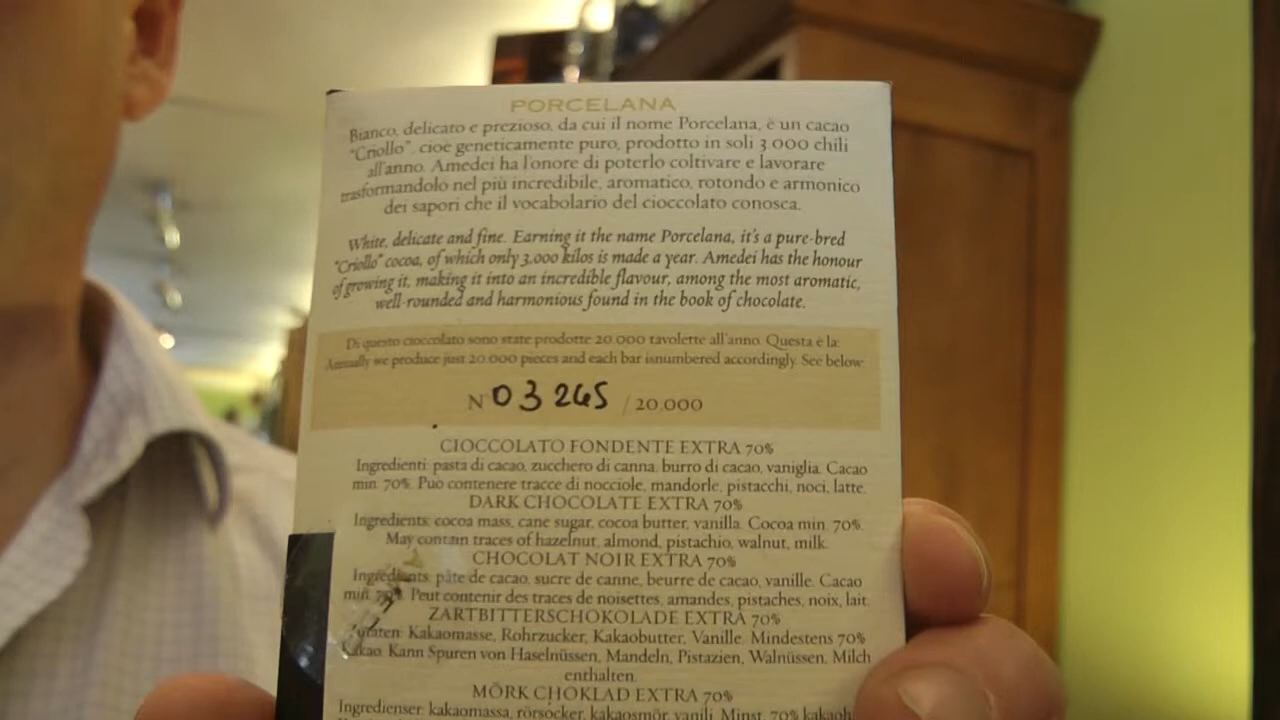 PORCELANA
Bianco, delicato e prezioso, da cui il nome Porcelana, è un cacao
"Criollo", cioè geneticamente puro, prodotto in soli 3.000 chili
all'anno. Amedei ha l'onore di poterlo coltivare e lavorare
trasformandolo nel più incredibile, aromatico, rotondo e armonico
dei sapori che il vocabolario del cioccolato conosca.
White, delicate and fine. Earning it the name Porcelana, it's a pure-bred
"Criollo" cocoa, of which only 3,000 kilos is made a year. Amedei has the honour
of growing it, making it into an incredible flavour, among the most aromatic,
well-rounded and harmonious found in the book of chocolate.
Di questo cioccolato sono state prodotte 20.000 tavolette all'anno. Questa è la:
Annually we produce just 20.000 pieces and each bar isnumbered accordingly. See below:
N° 03265 / 20.000
CIOCCOLATO FONDENTE EXTRA 70%
Ingredienti: pasta di cacao, zucchero di canna, burro di cacao, vaniglia. Cacao
min. 70%. Può contenere tracce di nocciole, mandorle, pistacchi, noci, latte.
DARK CHOCOLATE EXTRA 70%
Ingredients: cocoa mass, cane sugar, cocoa butter, vanilla. Cocoa min. 70%.
May contain traces of hazelnut, almond, pistachio, walnut, milk.
CHOCOLAT NOIR EXTRA 70%
Ingredients: pâte de cacao, sucre de canne, beurre de cacao, vanille. Cacao
min. 70%. Peut contenir des traces de noisettes, amandes, pistaches, noix, lait.
ZARTBITTERSCHOKOLADE EXTRA 70%
Zutaten: Kakaomasse, Rohrzucker, Kakaobutter, Vanille. Mindestens 70%
Kakao. Kann Spuren von Haselnüssen, Mandeln, Pistazien, Walnüssen, Milch
enthalten.
MÖRK CHOKLAD EXTRA 70%
Ingredienser: kakaomassa, rörsocker, kakaosmör, vanilj. Minst. 70% kakaoh